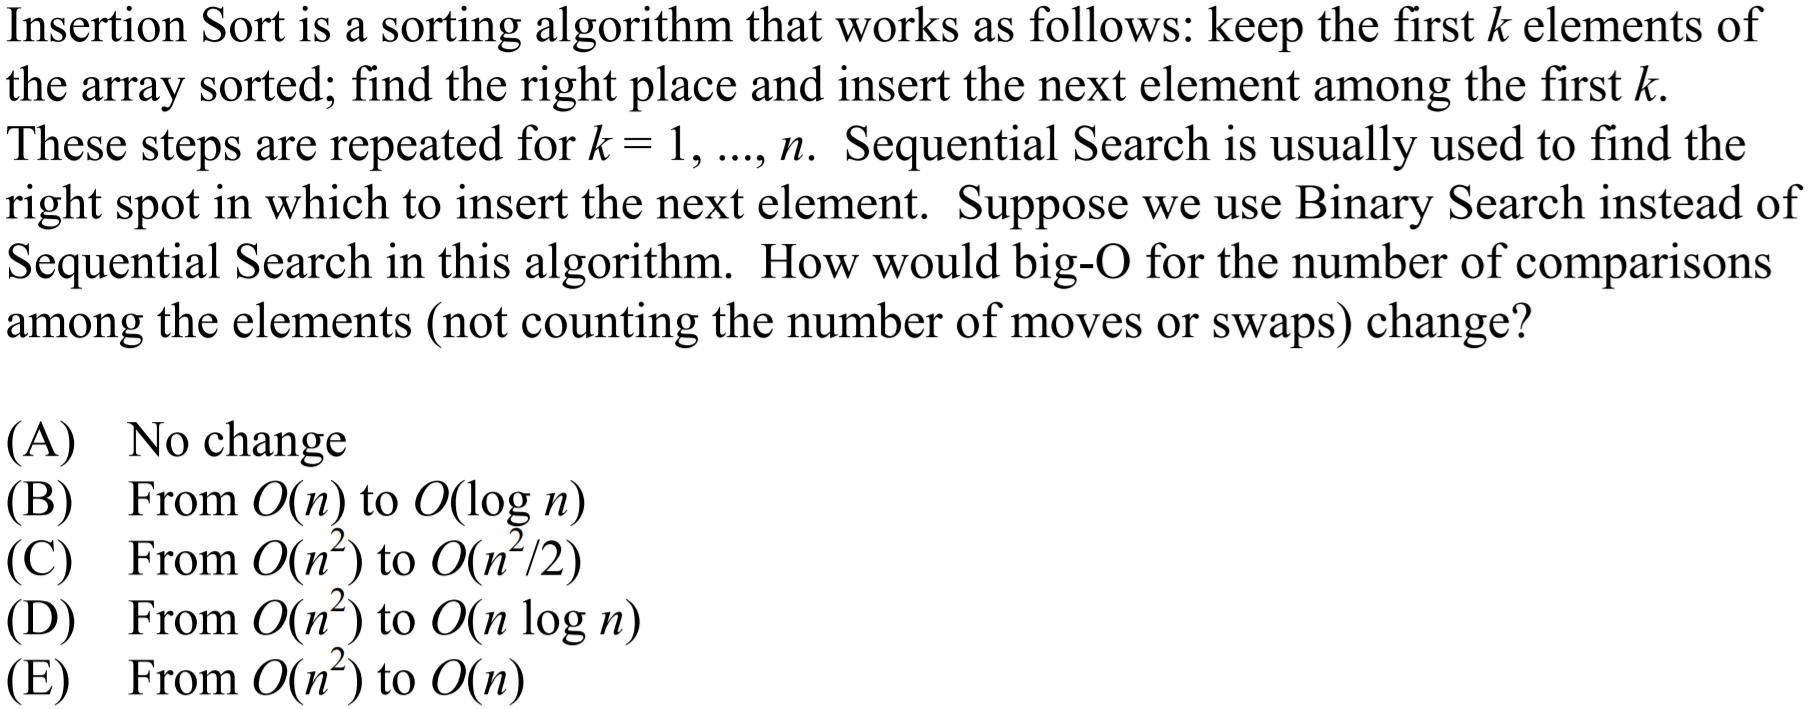 Insertion Sort is a sorting algorithm that works as follows: keep the first k elements of
the array sorted; find the right place and insert the next element among the first k.
These steps are repeated for k = 1, ..., n.  Sequential Search is usually used to find the
right spot in which to insert the next element.  Suppose we use Binary Search instead of
Sequential Search in this algorithm.  How would big-O for the number of comparisons
among the elements (not counting the number of moves or swaps) change?
(A) No change
(B) From O(n) to O(log n)
(C) From O(n²) to O(n²/2)
(D) From O(n²) to O(n log n)
(E) From O(n²) to O(n)